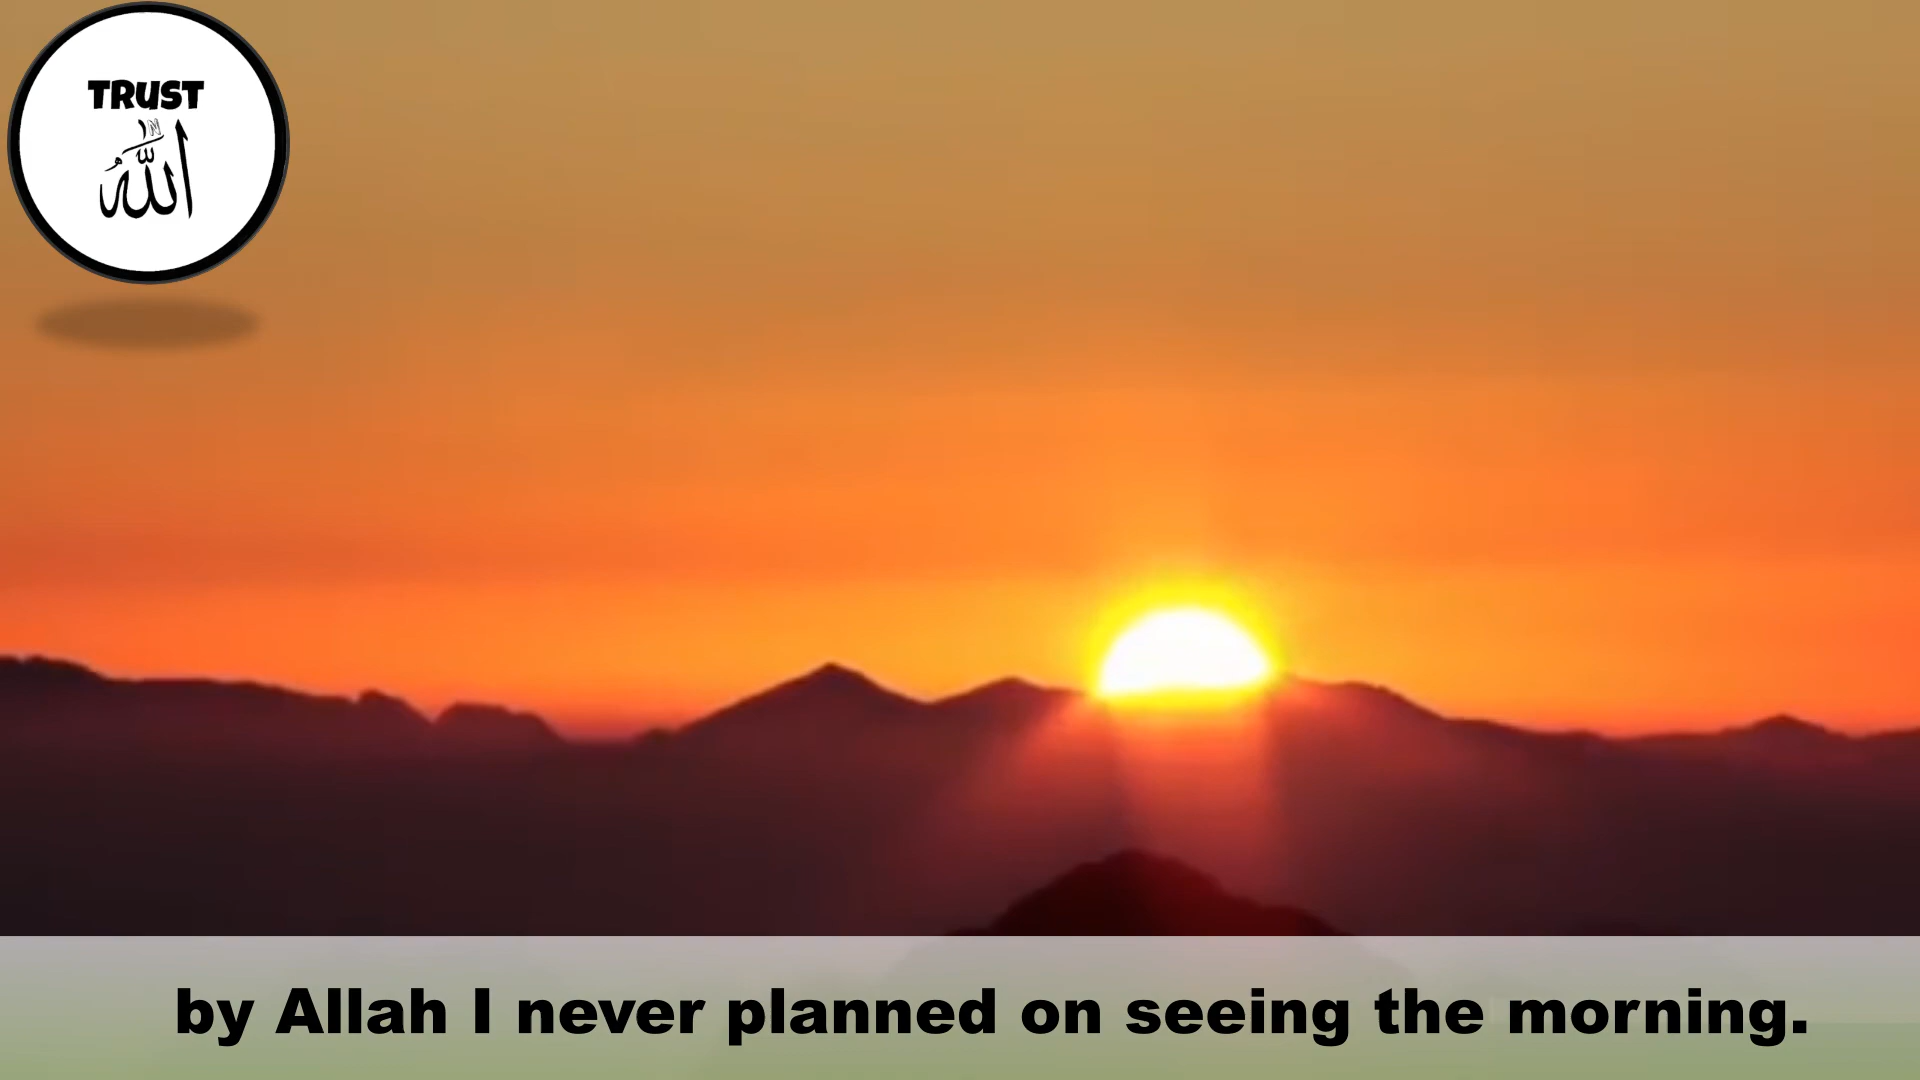 TRUST
IN
الله
by Allah I never planned on seeing the morning.